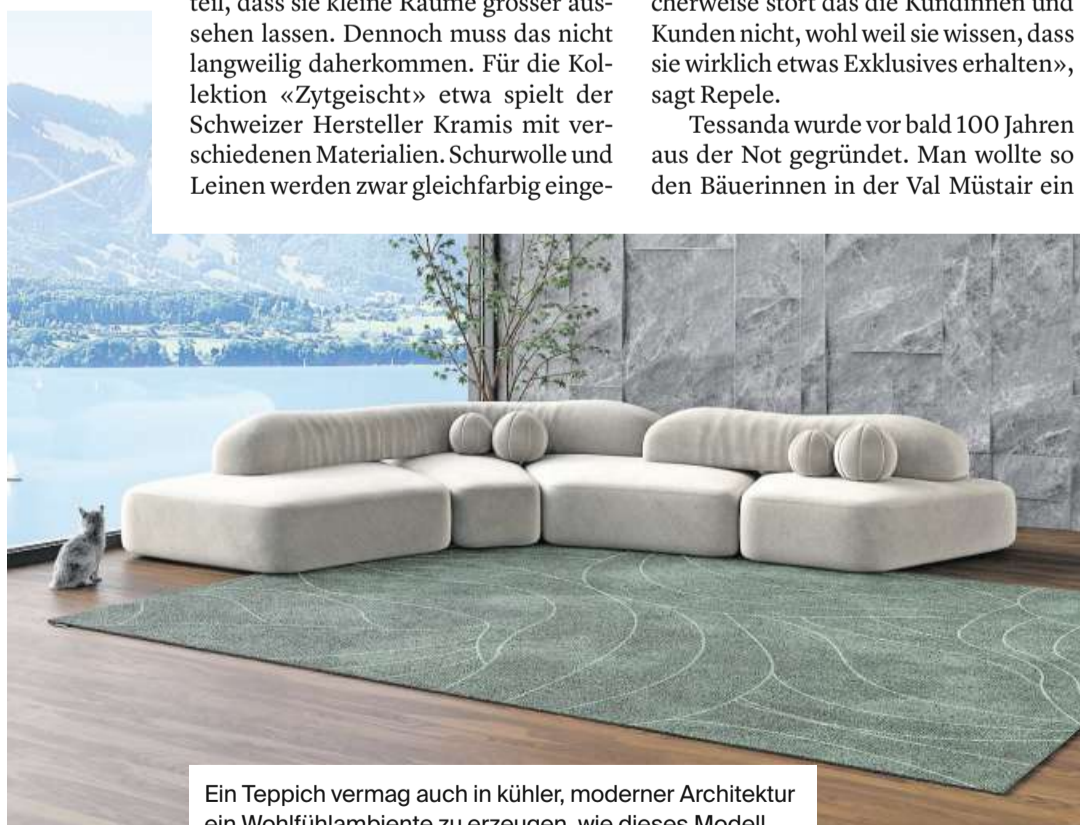 teil, dass sie kleine Räume grösser aus-
sehen lassen. Dennoch muss das nicht
langweilig daherkommen. Für die Kol-
lektion «Zytgeischt» etwa spielt der
Schweizer Hersteller Kramis mit ver-
schiedenen Materialien. Schurwolle und
Leinen werden zwar gleichfarbig einge-
cherweise stört das die Kundinnen und
Kunden nicht, wohl weil sie wissen, dass
sie wirklich etwas Exklusives erhalten»,
sagt Repele.
Tessanda wurde vor bald 100 Jahren
aus der Not gegründet. Man wollte so
den Bäuerinnen in der Val Müstair ein
Ein Teppich vermag auch in kühler, moderner Architektur
ein Wohlfühlambiente zu erzeugen, wie dieses Modell